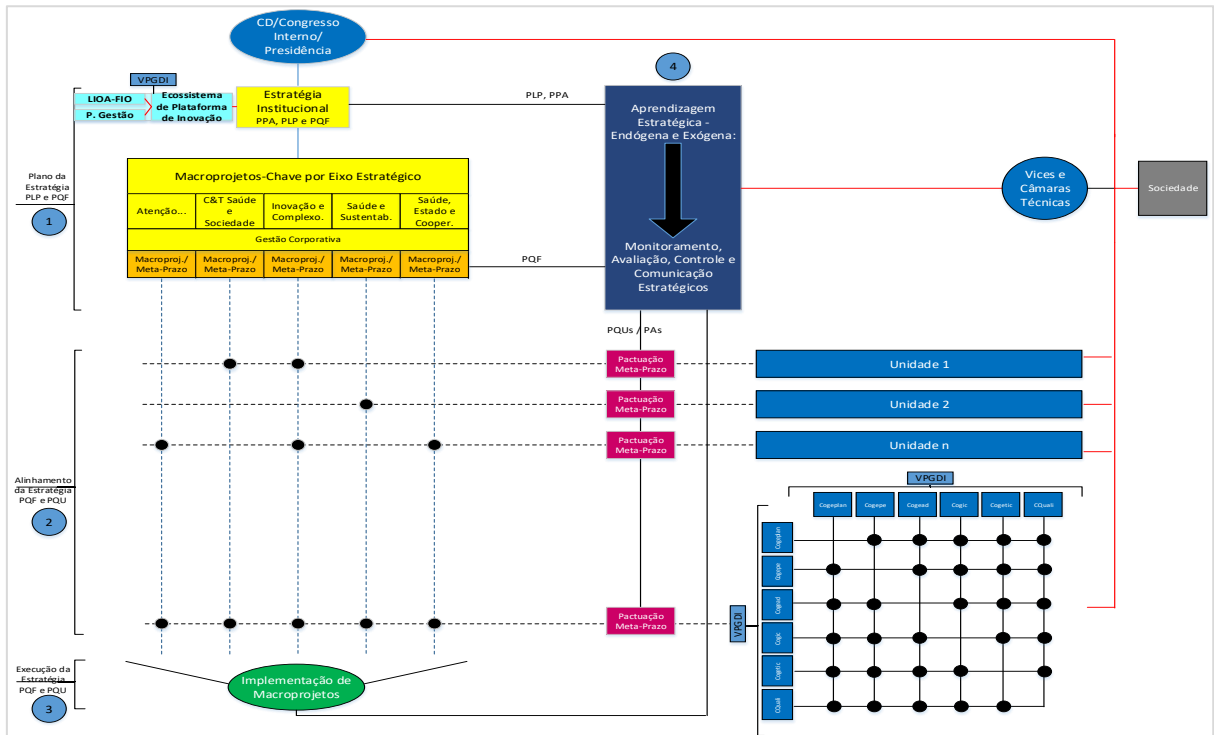 CD/Congresso
Interno/
Presidência
4
VPGDI
LIOA-FIO
P. Gestão
Ecossistema
de Plataforma
de Inovação
Estratégia
Institucional
PPA, PLP e PQF
PLP, PPA
Aprendizagem
Estratégica -
Endógena e Exógena:
Monitoramento,
Avaliação, Controle e
Comunicação
Estratégicos
Vices e
Câmaras
Técnicas
Sociedade
Plano da
Estratégia
PLP e PQF
1
Macroprojetos-Chave por Eixo Estratégico
Atenção...
C&T Saúde
e
Sociedade
Inovação e
Complexo.
Saúde e
Sustentab.
Saúde,
Estado e
Cooper.
Gestão Corporativa
Macroproj./
Meta-Prazo
Macroproj./
Meta-Prazo
Macroproj./
Meta-Prazo
Macroproj./
Meta-Prazo
Macroproj./
Meta-Prazo
PQF
PQUs / PAs
Pactuação
Meta-Prazo
Unidade 1
Pactuação
Meta-Prazo
Unidade 2
Pactuação
Meta-Prazo
Unidade n
Alinhamento
da Estratégia
PQF e PQU
2
VPGDI
Cogeplan
Cogepe
Cogead
Cogic
Cogetic
CQuali
Cogeplan
Cogepe
Cogead
Cogic
Cogetic
CQuali
VPGDI
Pactuação
Meta-Prazo
Execução da
Estratégia
PQF e PQU
3
Implementação de
Macroprojetos